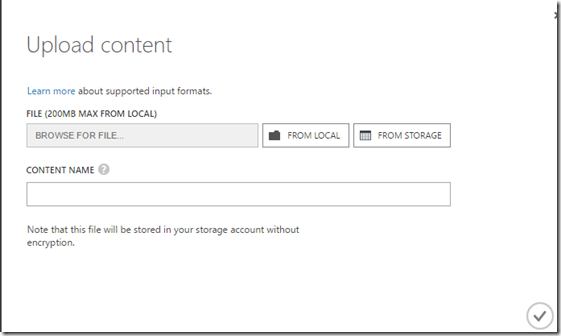 Upload content
Learn more about supported input formats.
FILE (200MB MAX FROM LOCAL)
BROWSE FOR FILE... FROM LOCAL FROM STORAGE
CONTENT NAME ?
Note that this file will be stored in your storage account without
encryption.